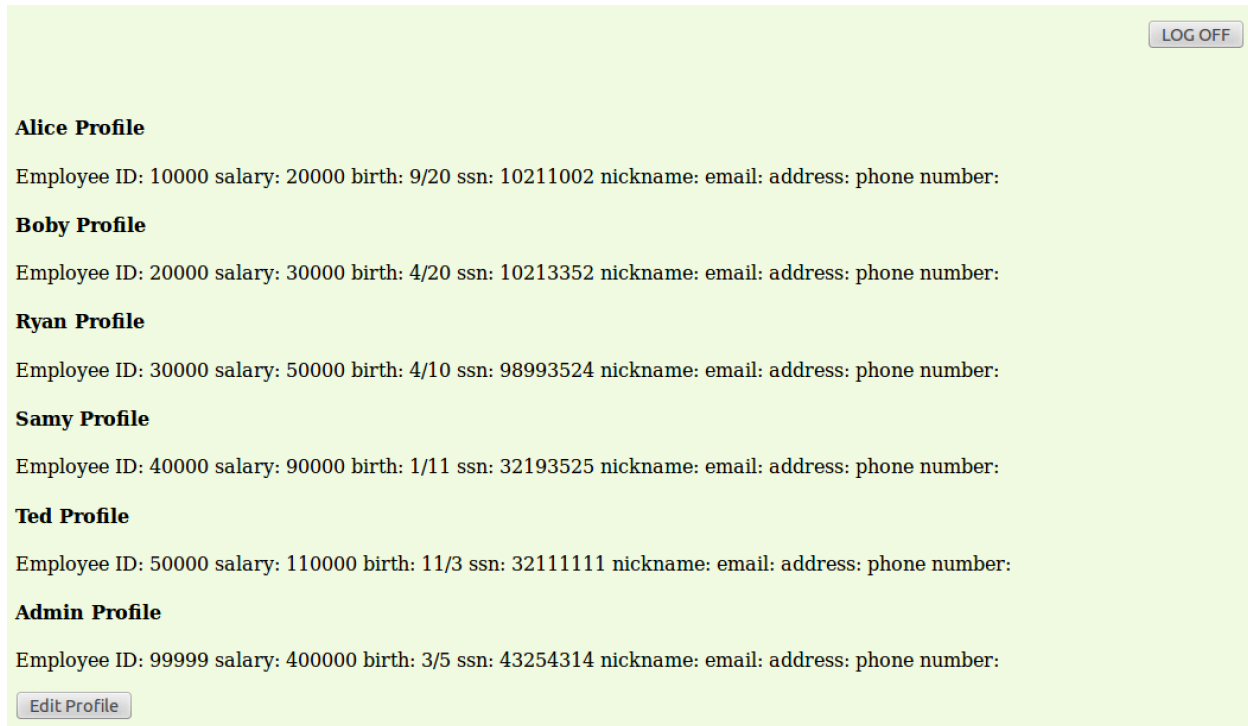 LOG OFF
Alice Profile
Employee ID: 10000 salary: 20000 birth: 9/20 ssn: 10211002 nickname: email: address: phone number:
Boby Profile
Employee ID: 20000 salary: 30000 birth: 4/20 ssn: 10213352 nickname: email: address: phone number:
Ryan Profile
Employee ID: 30000 salary: 50000 birth: 4/10 ssn: 98993524 nickname: email: address: phone number:
Samy Profile
Employee ID: 40000 salary: 90000 birth: 1/11 ssn: 32193525 nickname: email: address: phone number:
Ted Profile
Employee ID: 50000 salary: 110000 birth: 11/3 ssn: 32111111 nickname: email: address: phone number:
Admin Profile
Employee ID: 99999 salary: 400000 birth: 3/5 ssn: 43254314 nickname: email: address: phone number:
Edit Profile